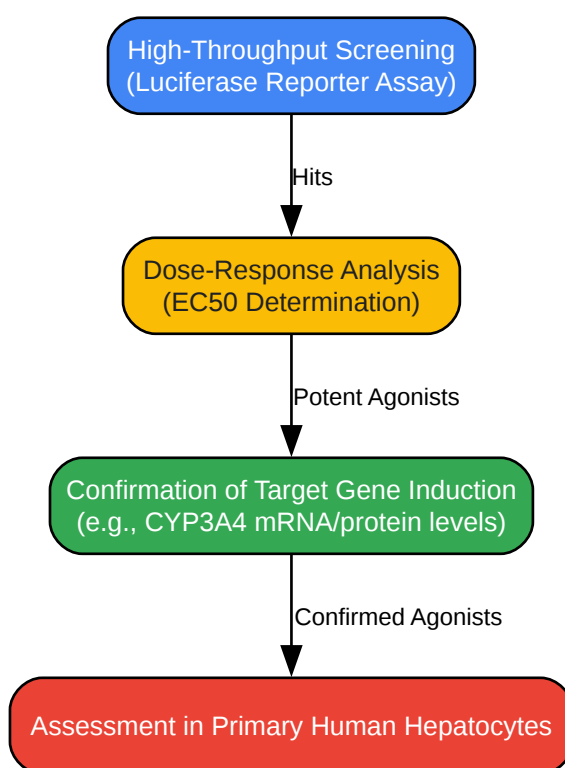 High-Throughput Screening
(Luciferase Reporter Assay)
Hits
Dose-Response Analysis
(EC50 Determination)
Potent Agonists
Confirmation of Target Gene Induction
(e.g., CYP3A4 mRNA/protein levels)
Confirmed Agonists
Assessment in Primary Human Hepatocytes